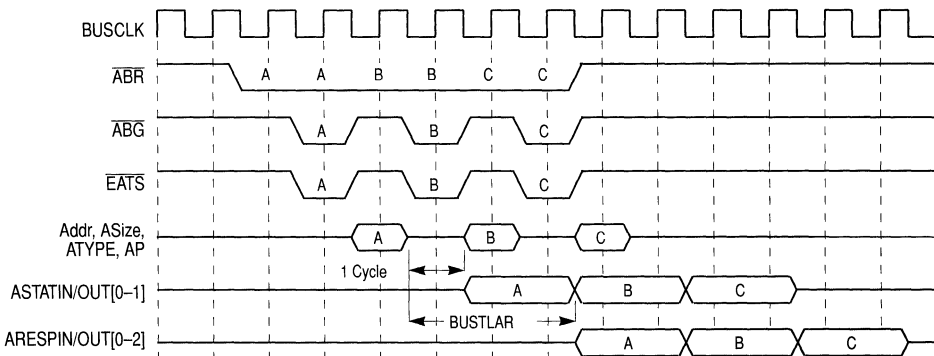 BUSCLK
ABR A A B B C C
ABG A B C
EATS A B C
Addr, ASize,
ATYPE, AP
A B C
1 Cycle
ASTATIN/OUT[0–1] A B C
BUSTLAR
ARESPIN/OUT[0–2] A B C